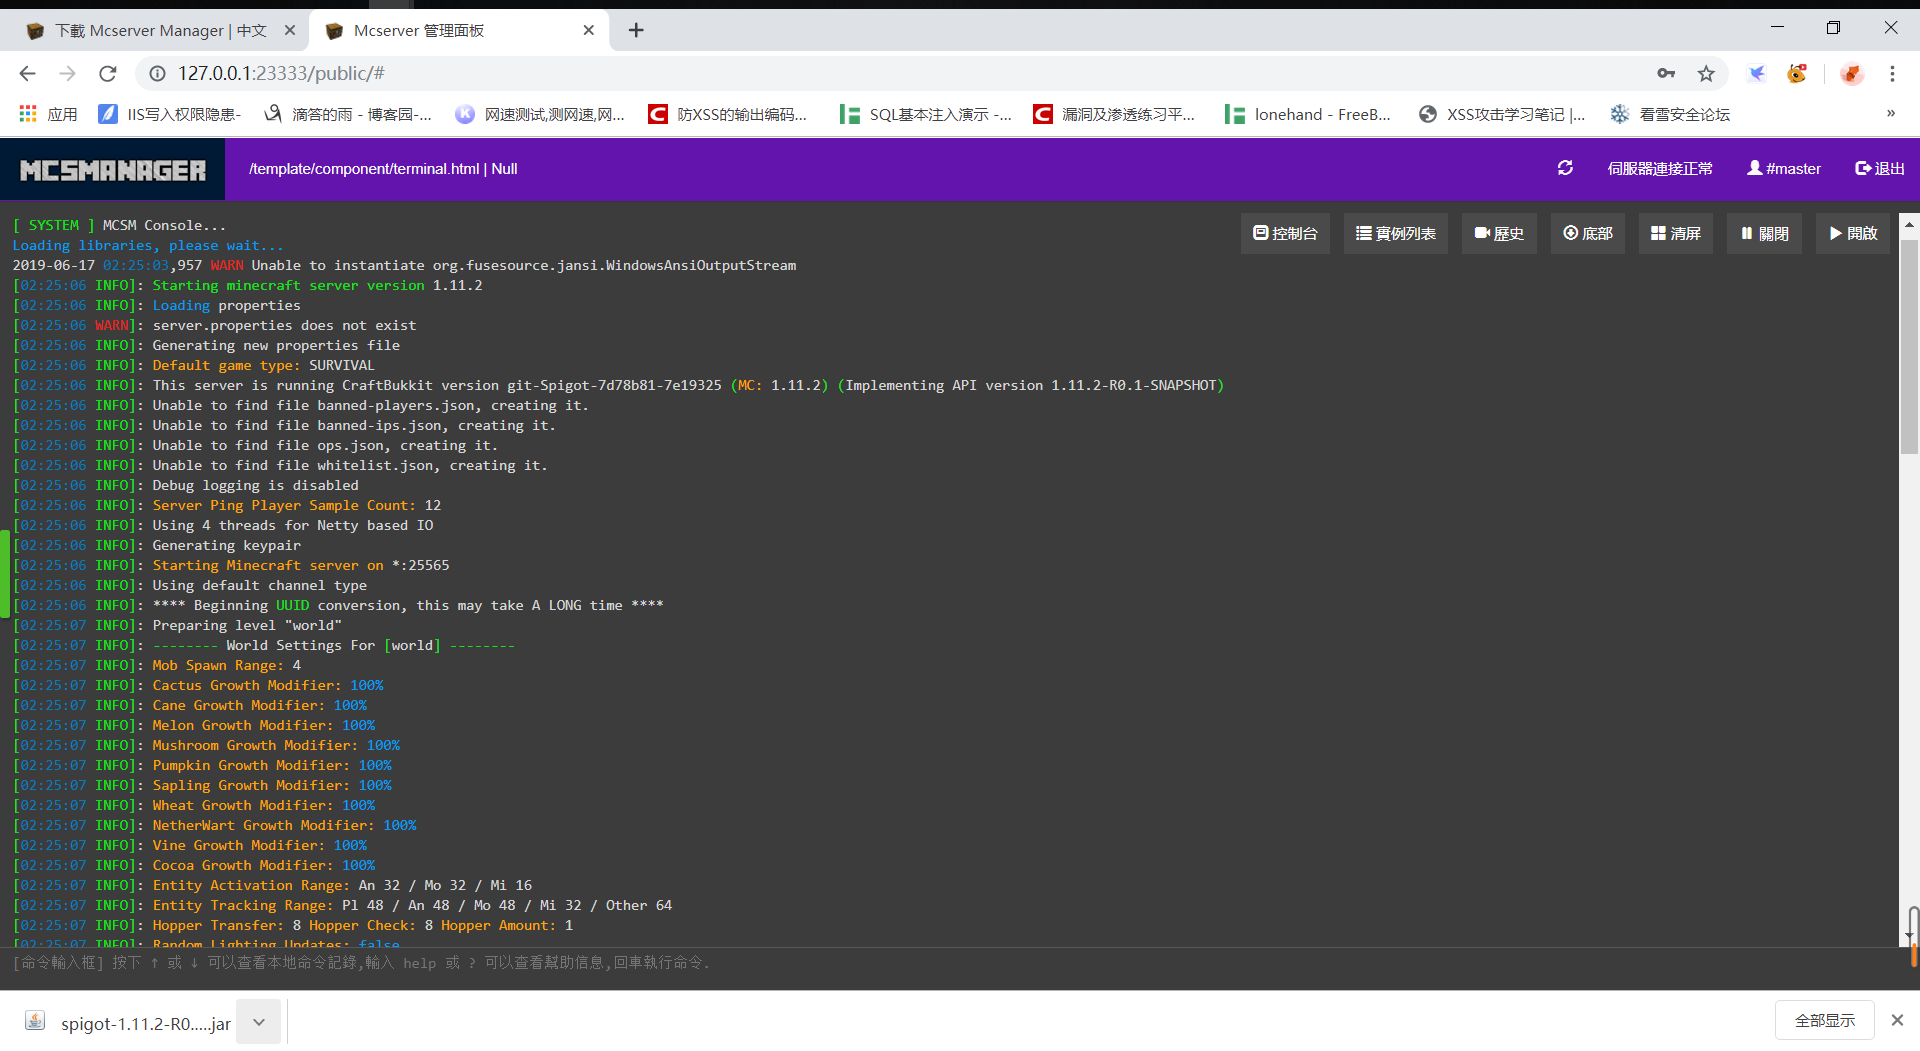 下載 Mcserver Manager | 中文
Mcserver 管理面板
127.0.0.1:23333/public/#
应用
IIS写入权限隐患-
滴答的雨 - 博客园-...
网速测试,测网速,网...
防XSS的输出编码...
SQL基本注入演示 -...
漏洞及渗透练习平...
lonehand - FreeB...
XSS攻击学习笔记 |...
看雪安全论坛
»
MCSMANAGER
/template/component/terminal.html | Null
伺服器連接正常
#master
退出
控制台
實例列表
歷史
底部
清屏
關閉
開啟
[ SYSTEM ] MCSM Console...
Loading libraries, please wait...
2019-06-17 02:25:03,957 WARN Unable to instantiate org.fusesource.jansi.WindowsAnsiOutputStream
[02:25:06 INFO]: Starting minecraft server version 1.11.2
[02:25:06 INFO]: Loading properties
[02:25:06 WARN]: server.properties does not exist
[02:25:06 INFO]: Generating new properties file
[02:25:06 INFO]: Default game type: SURVIVAL
[02:25:06 INFO]: This server is running CraftBukkit version git-Spigot-7d78b81-7e19325 (MC: 1.11.2) (Implementing API version 1.11.2-R0.1-SNAPSHOT)
[02:25:06 INFO]: Unable to find file banned-players.json, creating it.
[02:25:06 INFO]: Unable to find file banned-ips.json, creating it.
[02:25:06 INFO]: Unable to find file ops.json, creating it.
[02:25:06 INFO]: Unable to find file whitelist.json, creating it.
[02:25:06 INFO]: Debug logging is disabled
[02:25:06 INFO]: Server Ping Player Sample Count: 12
[02:25:06 INFO]: Using 4 threads for Netty based IO
[02:25:06 INFO]: Generating keypair
[02:25:06 INFO]: Starting Minecraft server on *:25565
[02:25:06 INFO]: Using default channel type
[02:25:06 INFO]: **** Beginning UUID conversion, this may take A LONG time ****
[02:25:07 INFO]: Preparing level "world"
[02:25:07 INFO]: -------- World Settings For [world] --------
[02:25:07 INFO]: Mob Spawn Range: 4
[02:25:07 INFO]: Cactus Growth Modifier: 100%
[02:25:07 INFO]: Cane Growth Modifier: 100%
[02:25:07 INFO]: Melon Growth Modifier: 100%
[02:25:07 INFO]: Mushroom Growth Modifier: 100%
[02:25:07 INFO]: Pumpkin Growth Modifier: 100%
[02:25:07 INFO]: Sapling Growth Modifier: 100%
[02:25:07 INFO]: Wheat Growth Modifier: 100%
[02:25:07 INFO]: NetherWart Growth Modifier: 100%
[02:25:07 INFO]: Vine Growth Modifier: 100%
[02:25:07 INFO]: Cocoa Growth Modifier: 100%
[02:25:07 INFO]: Entity Activation Range: An 32 / Mo 32 / Mi 16
[02:25:07 INFO]: Entity Tracking Range: Pl 48 / An 48 / Mo 48 / Mi 32 / Other 64
[02:25:07 INFO]: Hopper Transfer: 8 Hopper Check: 8 Hopper Amount: 1
[02:25:07 INFO]: Random Lighting Updates: false
[命令輸入框] 按下 ↑ 或 ↓ 可以查看本地命令記錄,輸入 help 或 ? 可以查看幫助信息,回車執行命令.
spigot-1.11.2-R0.....jar
全部显示